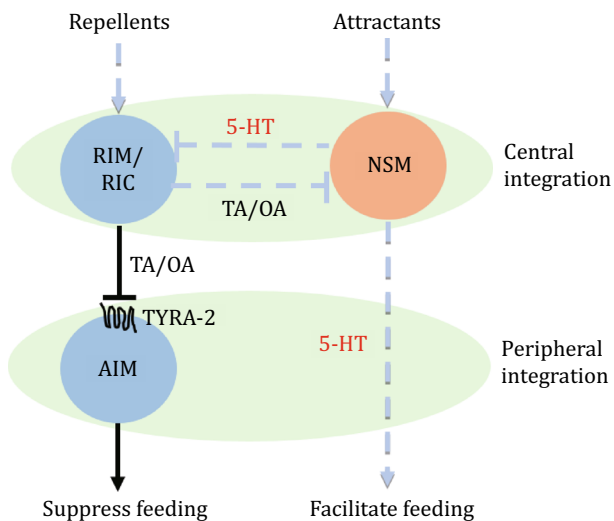 Repellents
Attractants
5-HT
RIM/
RIC
NSM
Central
integration
TA/OA
TA/OA
TYRA-2
AIM
5-HT
Peripheral
integration
Suppress feeding
Facilitate feeding